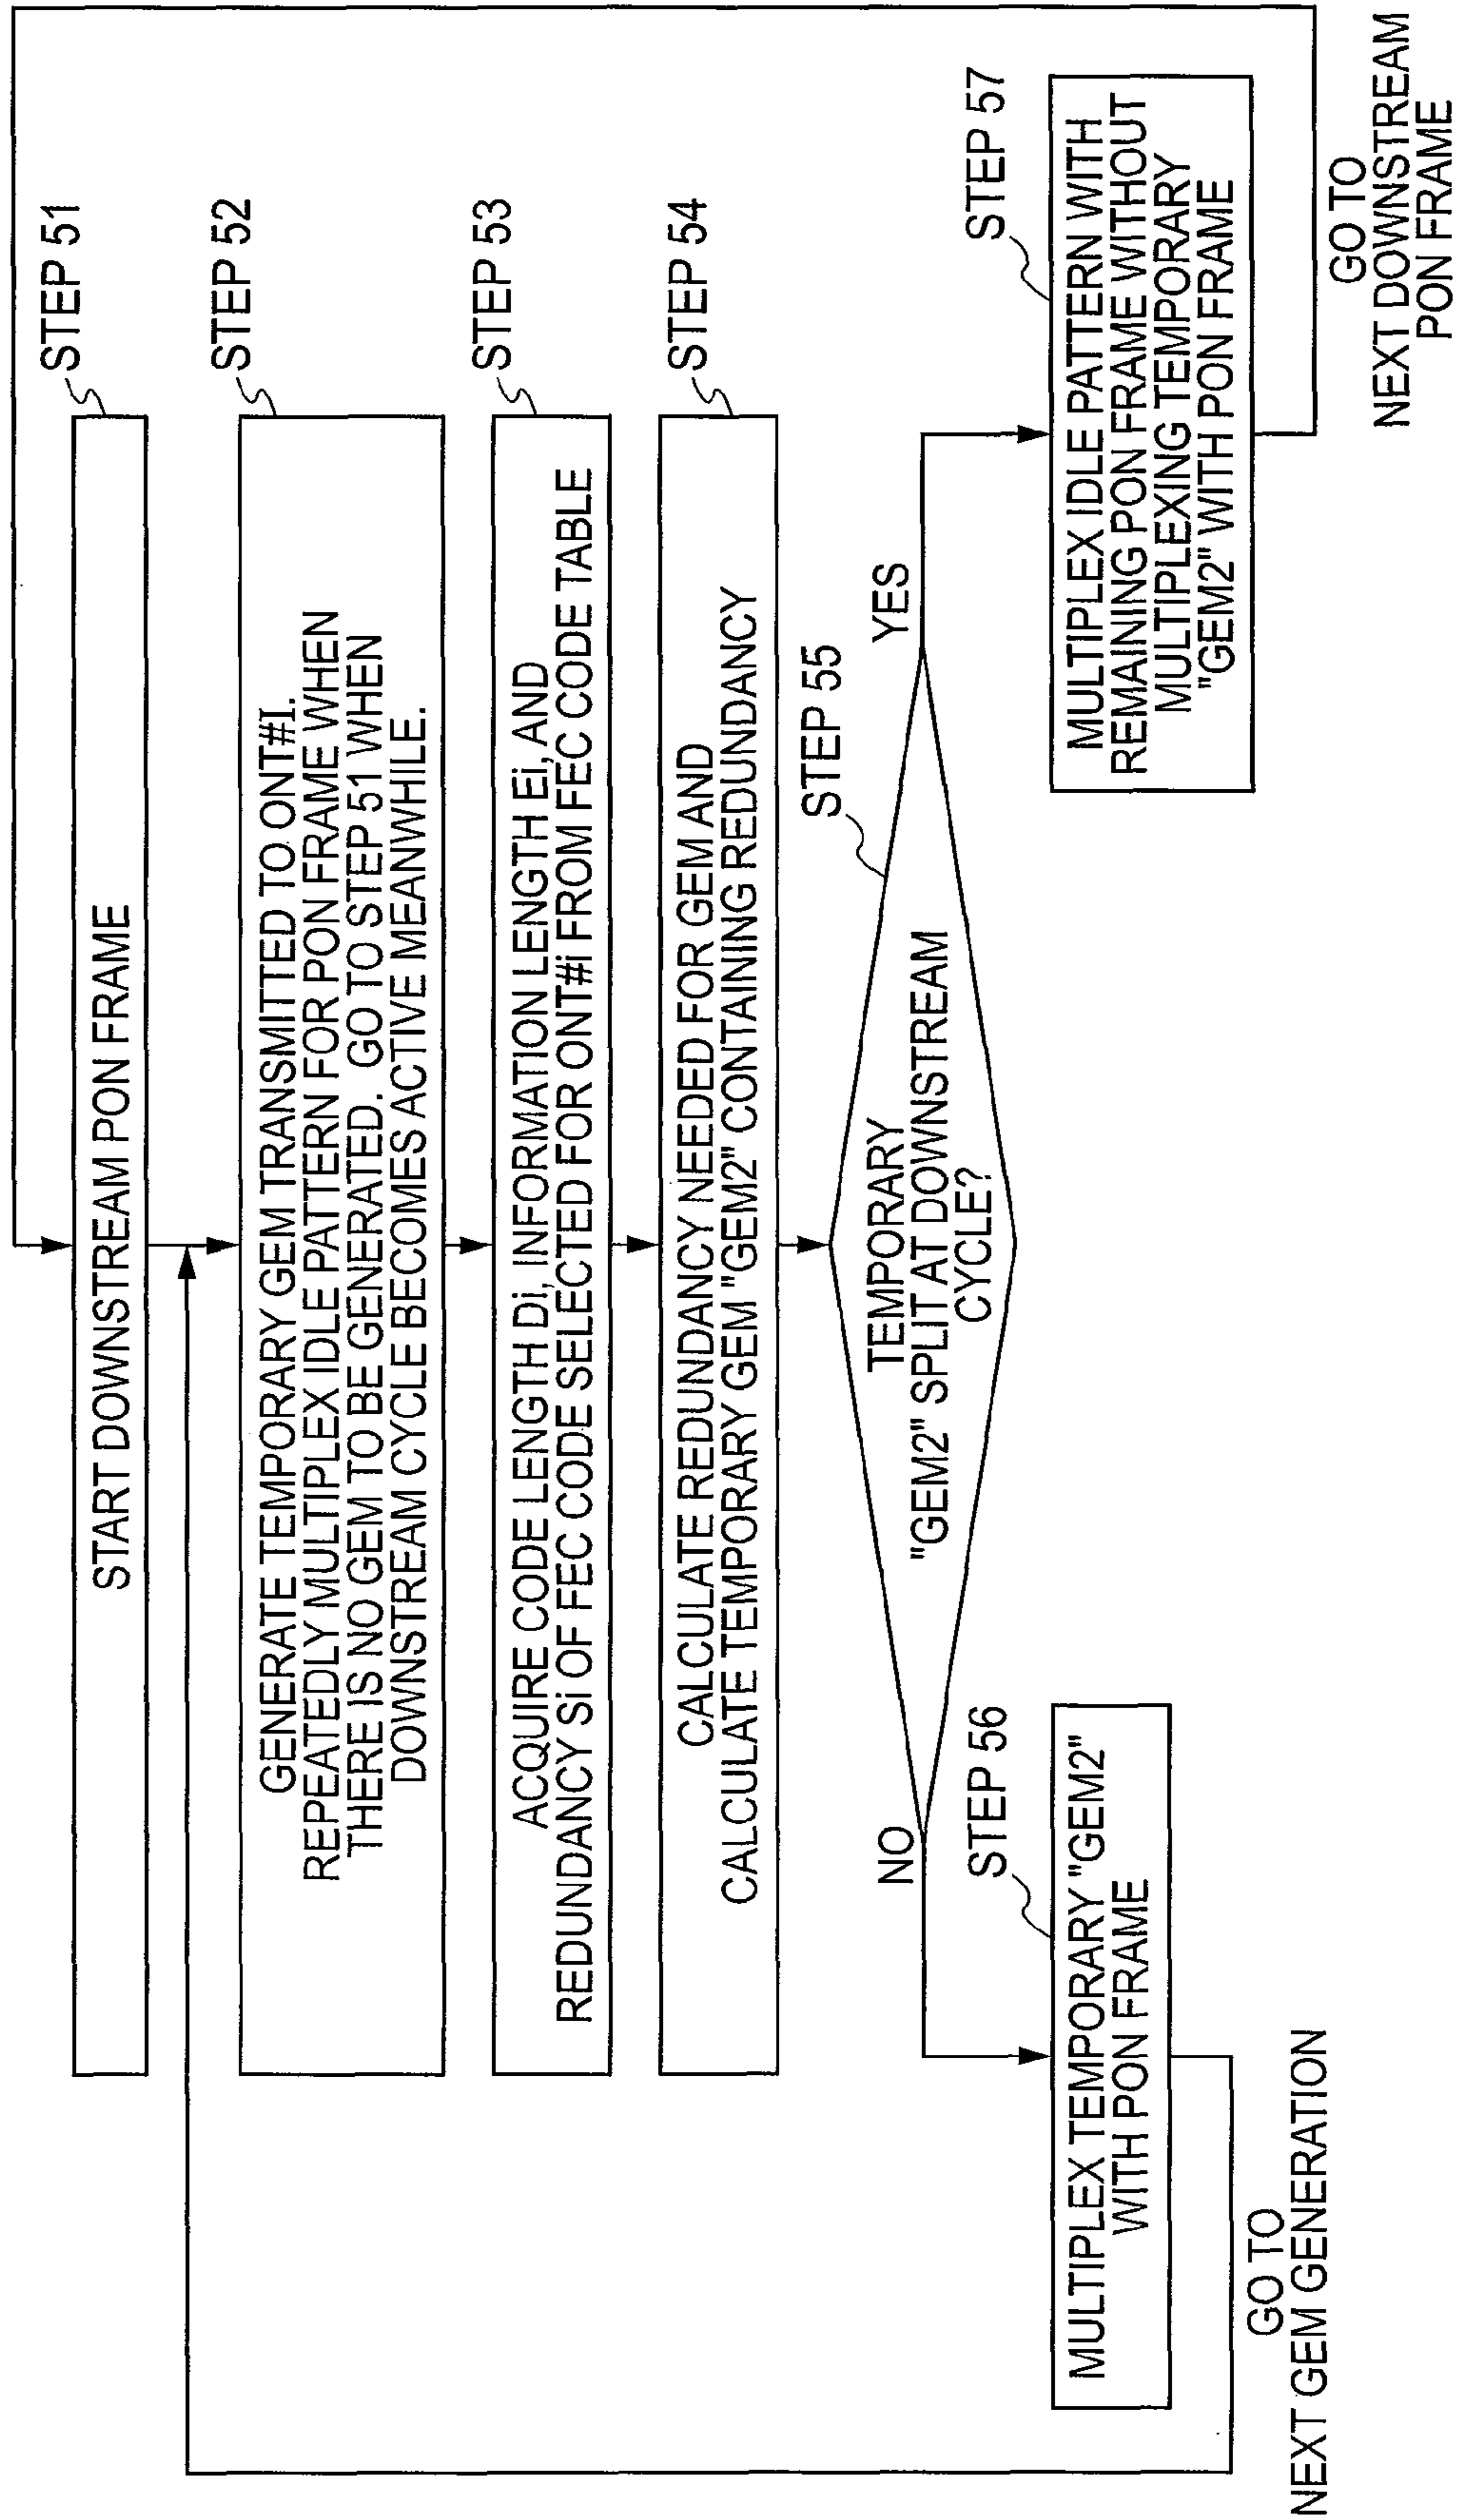 STEP 51
START DOWNSTREAM PON FRAME
STEP 52
GENERATE TEMPORARY GEM TRANSMITTED TO ONT#I.
REPEATEDLY MULTIPLEX IDLE PATTERN FOR PON FRAME WHEN
THERE IS NO GEM TO BE GENERATED. GO TO STEP 51 WHEN
DOWNSTREAM CYCLE BECOMES ACTIVE MEANWHILE.
STEP 53
ACQUIRE CODE LENGTH Di, INFORMATION LENGTH Ei, AND
REDUNDANCY Si OF FEC CODE SELECTED FOR ONT#i FROM FEC CODE TABLE
STEP 54
CALCULATE REDUNDANCY NEEDED FOR GEM AND
CALCULATE TEMPORARY GEM "GEM2" CONTAINING REDUNDANCY
STEP 55
TEMPORARY
"GEM2" SPLIT AT DOWNSTREAM
CYCLE?
NO
YES
STEP 56
MULTIPLEX TEMPORARY "GEM2"
WITH PON FRAME
GO TO
NEXT GEM GENERATION
STEP 57
MULTIPLEX IDLE PATTERN WITH
REMAINING PON FRAME WITHOUT
MULTIPLEXING TEMPORARY
"GEM2" WITH PON FRAME
GO TO
NEXT DOWNSTREAM
PON FRAME